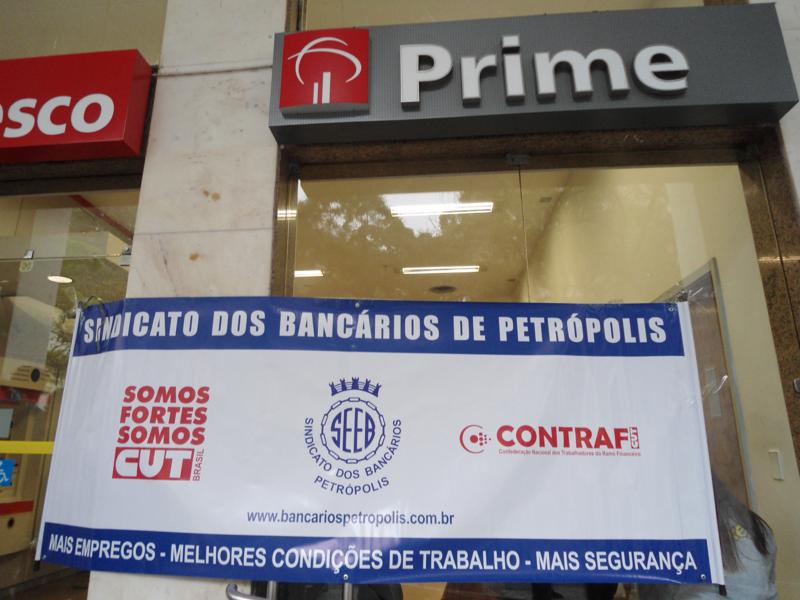 esco
Prime
SINDICATO DOS BANCÁRIOS DE PETRÓPOLIS
SOMOS
FORTES
SOMOS
CUT
BRASIL
SEEB
SINDICATO DOS BANCÁRIOS
PETRÓPOLIS
CONTRAF
CUT
Confederação Nacional dos Trabalhadores do Ramo Financeiro
www.bancariospetropolis.com.br
MAIS EMPREGOS - MELHORES CONDIÇÕES DE TRABALHO - MAIS SEGURANÇA